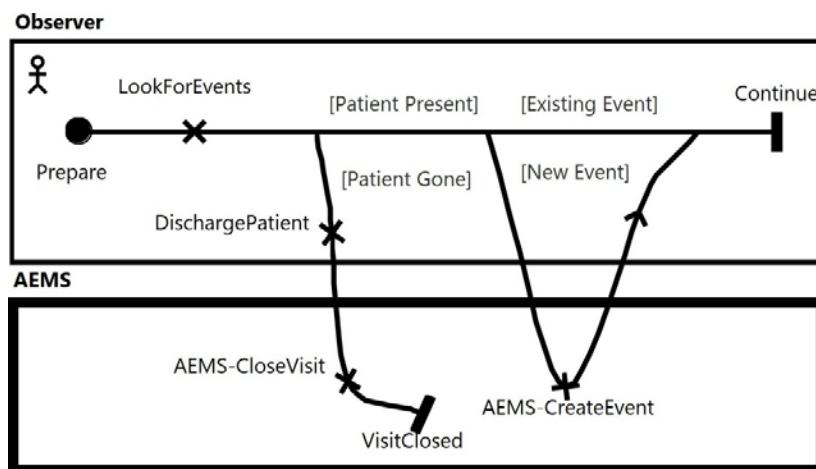 Observer
LookForEvents
[Patient Present]
[Existing Event]
Continue
Prepare
[Patient Gone]
[New Event]
DischargePatient
AEMS
AEMS-CloseVisit
AEMS-CreateEvent
VisitClosed